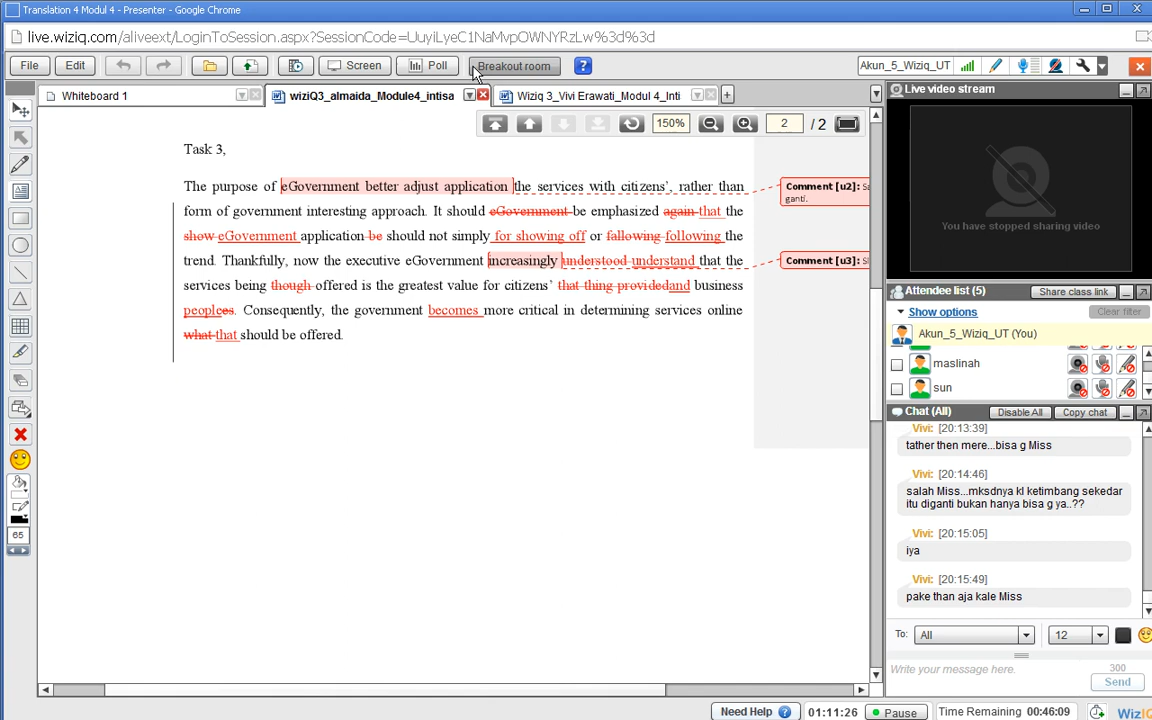 Translation 4 Modul 4 - Presenter - Google Chrome
live.wiziq.com/aliveext/LoginToSession.aspx?SessionCode=UuyiLyeC1NaMvpOWNYRzLw%3d%3d
File Edit Screen Poll Breakout room ? Akun_5_Wiziq_UT
Whiteboard 1 wiziQ3_almaida_Module4_intisa Wiziq 3_Vivi Erawati_Modul 4_Inti
150% 2 / 2
Task 3,
The purpose of eGovernment better adjust application the services with citizens', rather than
form of government interesting approach. It should eGovernment be emphasized again that the
show eGovernment application be should not simply for showing off or fallowing following the
trend. Thankfully, now the executive eGovernment increasingly understood understand that the
services being though offered is the greatest value for citizens' that thing providedand business
peoplees. Consequently, the government becomes more critical in determining services online
what that should be offered.
Comment [u2]: Sa
ganti.
Comment [u3]: S
65
Live video stream
You have stopped sharing video
Attendee list (5) Share class link
Show options Clear filter
Akun_5_Wiziq_UT (You)
maslinah
sun
Chat (All) Disable All Copy chat
Vivi: [20:13:39]
tather then mere...bisa g Miss
Vivi: [20:14:46]
salah Miss...mksdnya kl ketimbang sekedar
itu diganti bukan hanya bisa g ya..??
Vivi: [20:15:05]
iya
Vivi: [20:15:49]
pake than aja kale Miss
To: All 12
Write your message here. 300
Send
Need Help ? 01:11:26 Pause Time Remaining 00:46:09 WizIQ